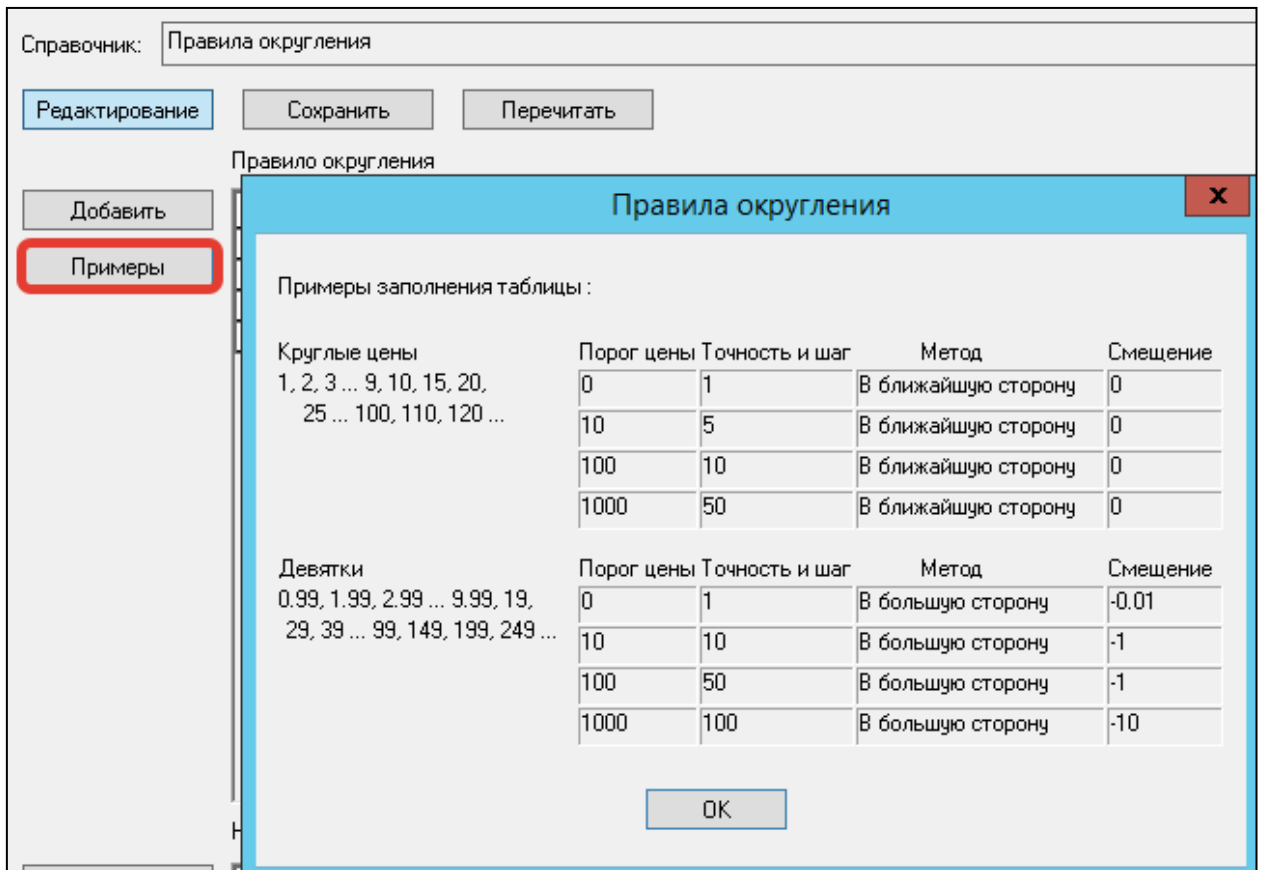 Справочник: Правила округления
Редактирование Сохранить Перечитать
Правило округления
Добавить
Примеры
Правила округления x
Примеры заполнения таблицы :
Круглые цены Порог цены Точность и шаг Метод Смещение
1, 2, 3 ... 9, 10, 15, 20, 0 1 В ближайшую сторону 0
25 ... 100, 110, 120 ... 10 5 В ближайшую сторону 0
100 10 В ближайшую сторону 0
1000 50 В ближайшую сторону 0
Девятки Порог цены Точность и шаг Метод Смещение
0.99, 1.99, 2.99 ... 9.99, 19, 0 1 В большую сторону -0.01
29, 39 ... 99, 149, 199, 249 ... 10 10 В большую сторону -1
100 50 В большую сторону -1
1000 100 В большую сторону -10
OK